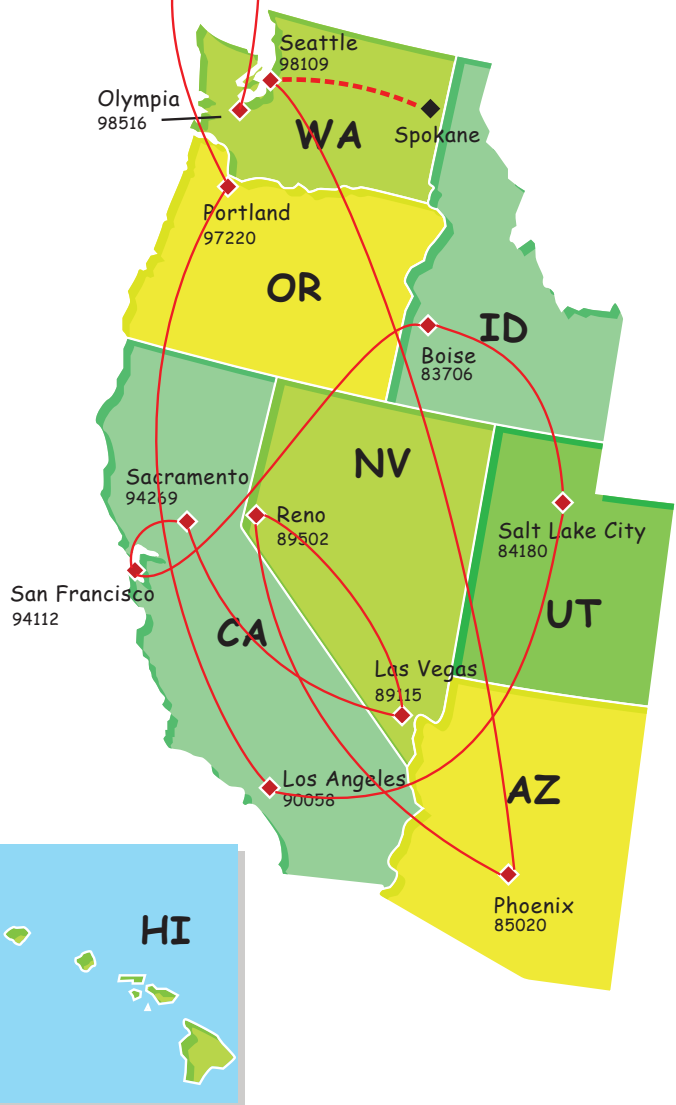 Seattle
98109
Olympia
98516
WA
Spokane
Portland
97220
OR
ID
Boise
83706
NV
Sacramento
94269
Reno
89502
Salt Lake City
84180
San Francisco
94112
CA
UT
Las Vegas
89115
Los Angeles
90058
AZ
Phoenix
85020
HI